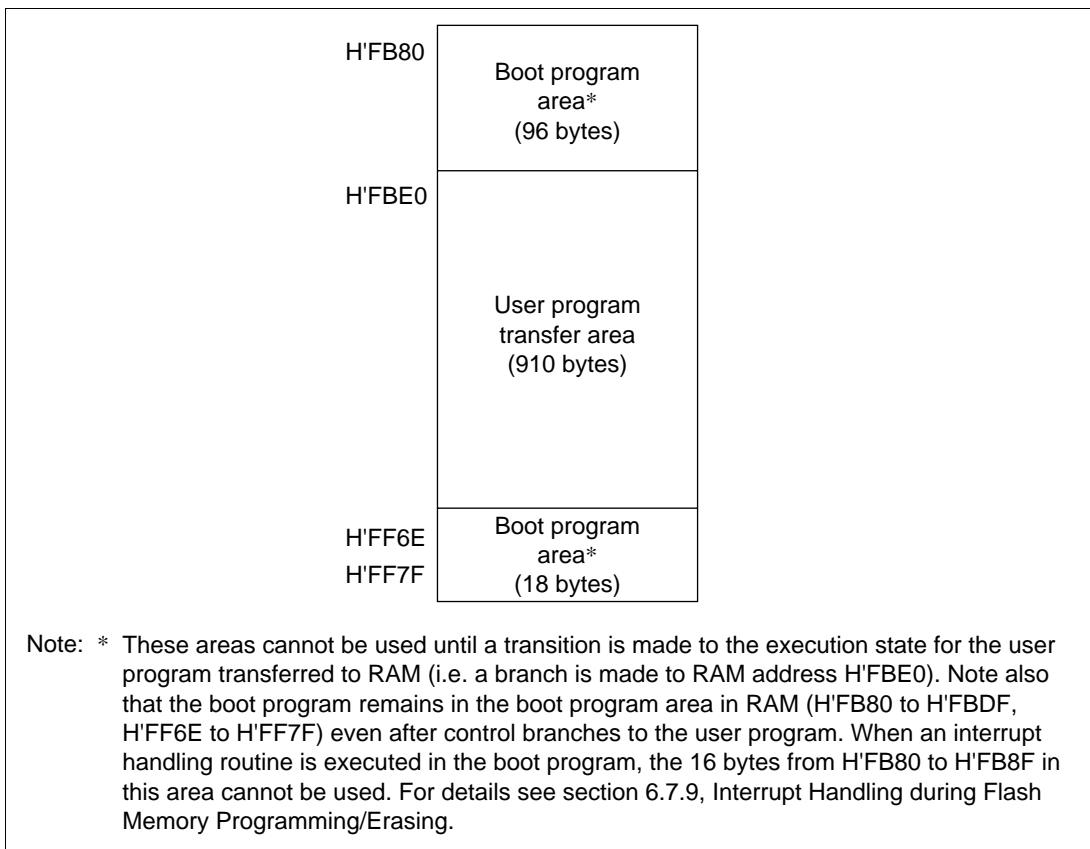 H'FB80
Boot program
area*
(96 bytes)
H'FBE0
User program
transfer area
(910 bytes)
H'FF6E
H'FF7F
Boot program
area*
(18 bytes)
Note: * These areas cannot be used until a transition is made to the execution state for the user
program transferred to RAM (i.e. a branch is made to RAM address H'FBE0). Note also
that the boot program remains in the boot program area in RAM (H'FB80 to H'FBDF,
H'FF6E to H'FF7F) even after control branches to the user program. When an interrupt
handling routine is executed in the boot program, the 16 bytes from H'FB80 to H'FB8F in
this area cannot be used. For details see section 6.7.9, Interrupt Handling during Flash
Memory Programming/Erasing.